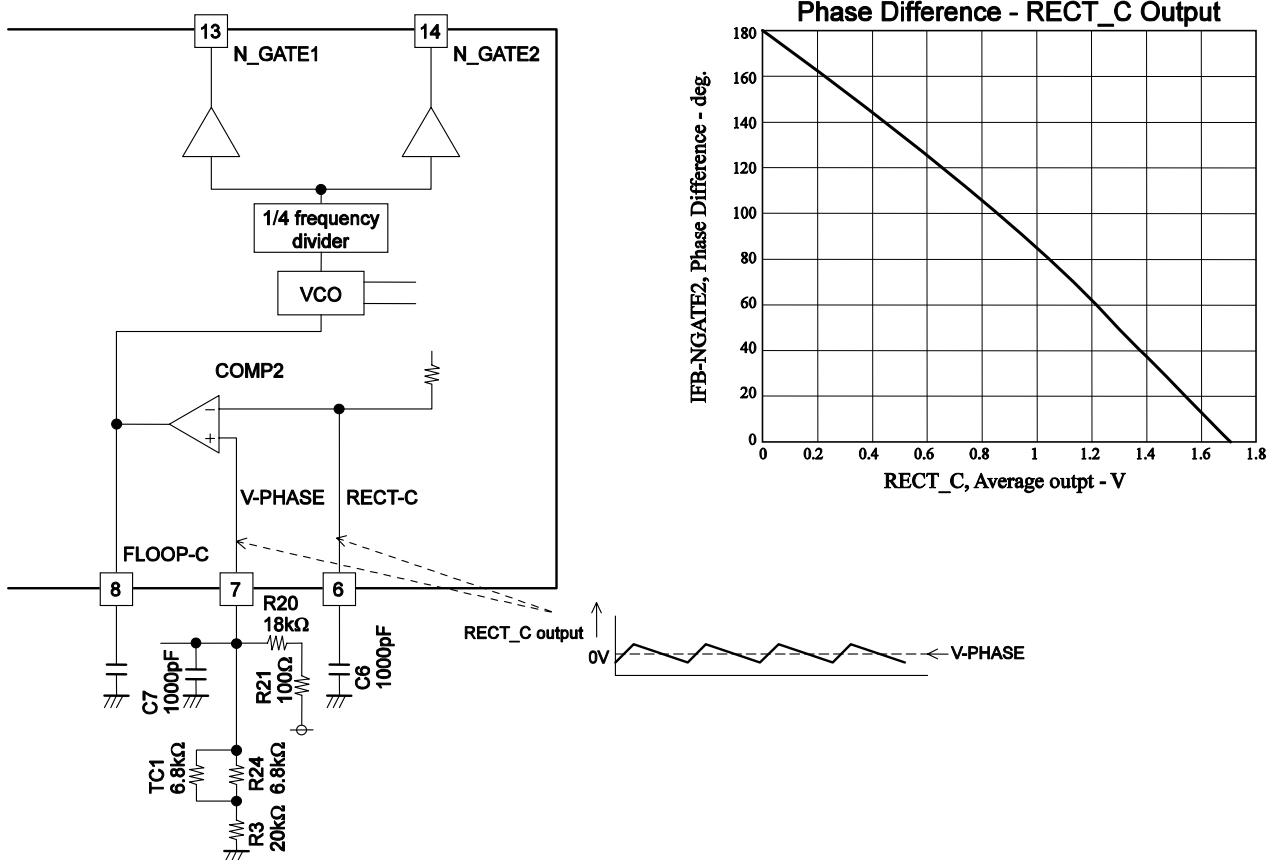 13
N_GATE1
14
N_GATE2
1/4 frequency
divider
VCO
COMP2
−
+
V-PHASE
RECT-C
FLOOP-C
8
7
6
R20
18kΩ
C7
1000pF
R21
100Ω
C6
1000pF
TC1
6.8kΩ
R24
6.8kΩ
R3
20kΩ
RECT_C output
0V
V-PHASE
Phase Difference - RECT_C Output
IFB-NGATE2, Phase Difference - deg.
180
160
140
120
100
80
60
40
20
0
0 0.2 0.4 0.6 0.8 1 1.2 1.4 1.6 1.8
RECT_C, Average outpt - V